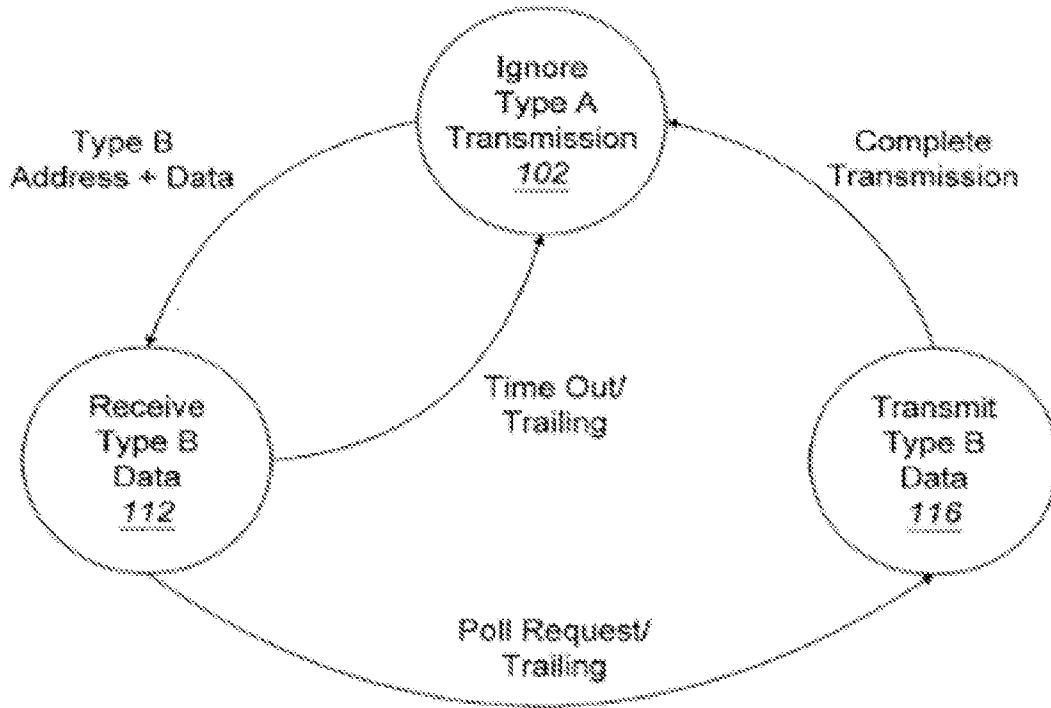 Ignore
Type A
Transmission
102
Type B
Address + Data
Complete
Transmission
Time Out/
Trailing
Receive
Type B
Data
112
Transmit
Type B
Data
116
Poll Request/
Trailing